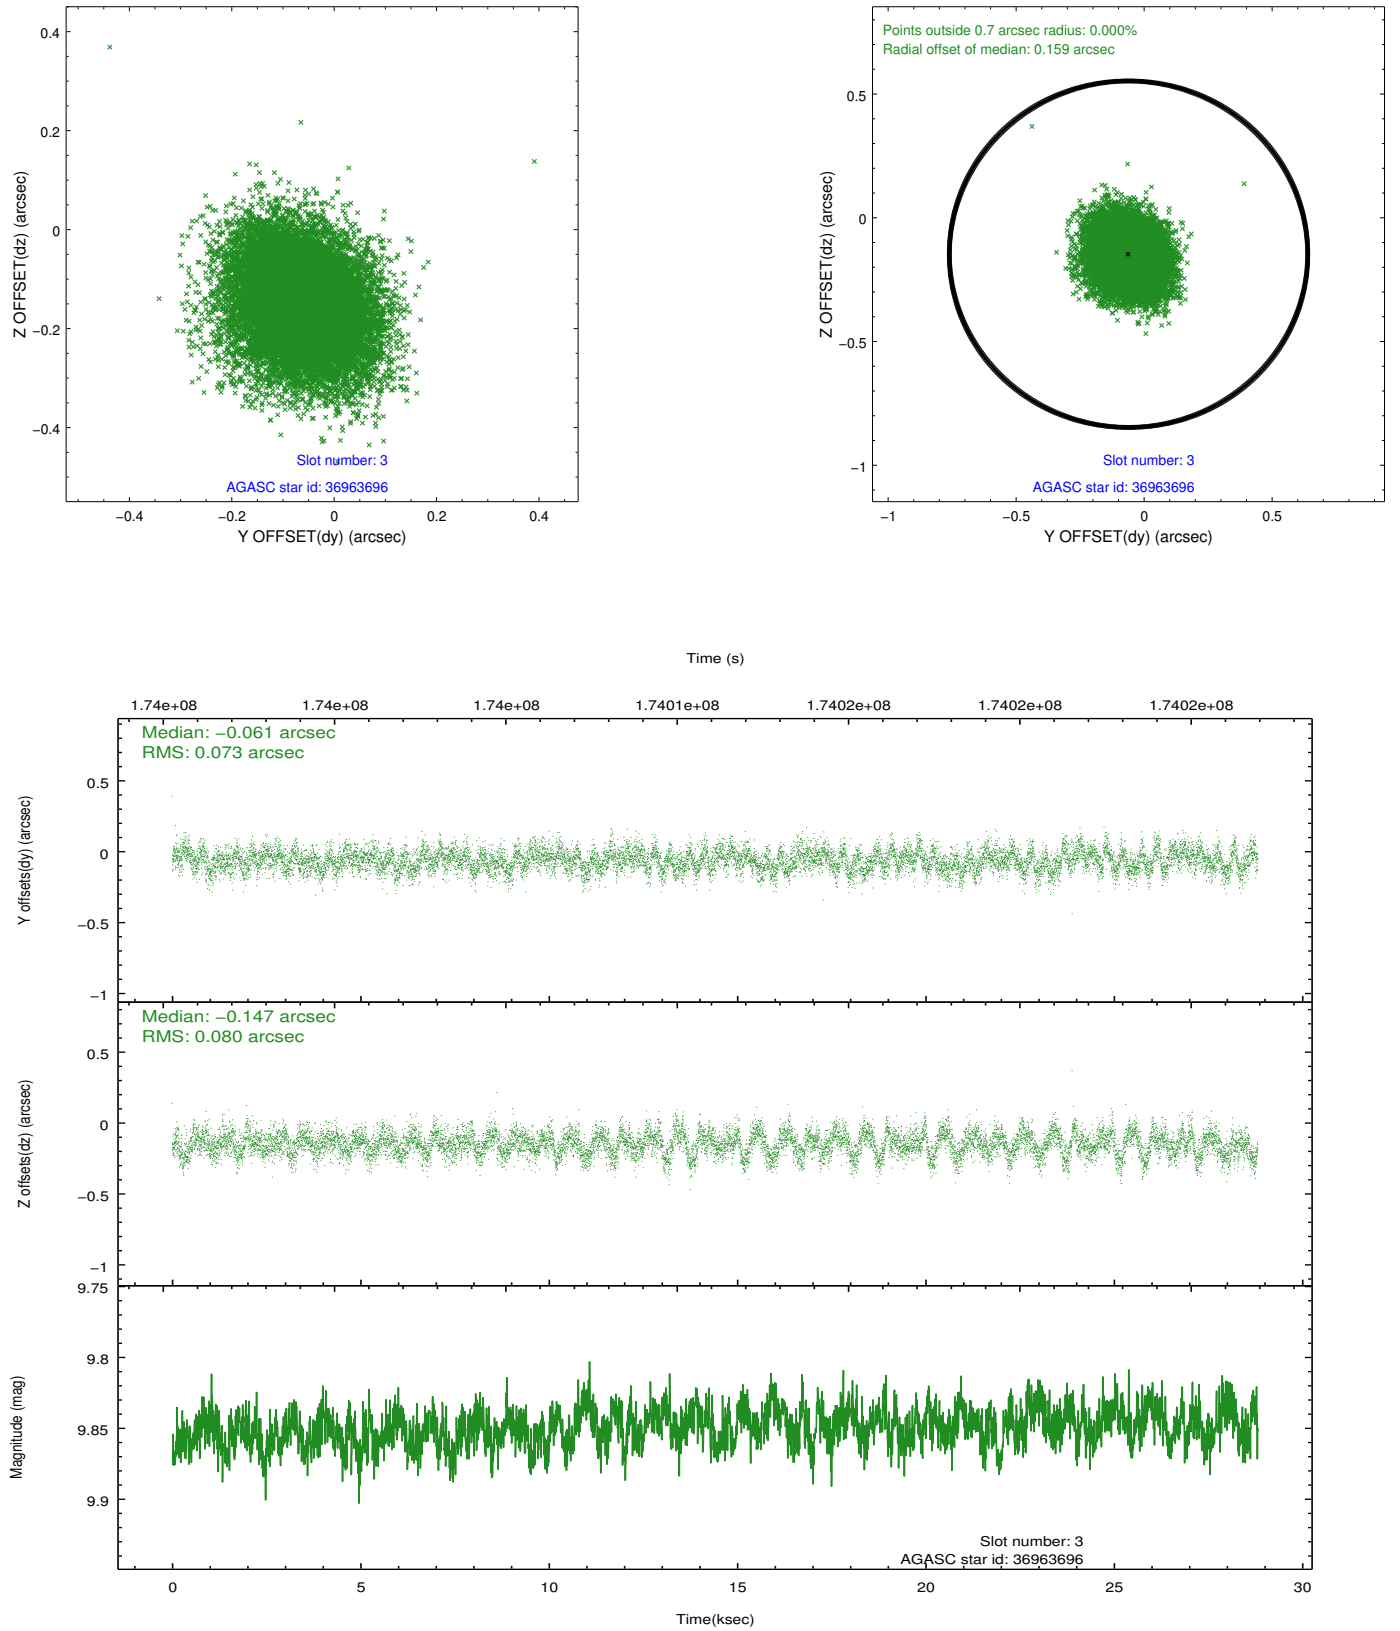 0.4
0.2
0
−0.2
−0.4
Z OFFSET(dz) (arcsec)
Slot number: 3
AGASC star id: 36963696
−0.4 −0.2 0 0.2 0.4
Y OFFSET(dy) (arcsec)
Points outside 0.7 arcsec radius: 0.000%
Radial offset of median: 0.159 arcsec
0.5
0
−0.5
−1
Z OFFSET(dz) (arcsec)
Slot number: 3
AGASC star id: 36963696
−1 −0.5 0 0.5
Y OFFSET(dy) (arcsec)
Time (s)
1.74e+08 1.74e+08 1.74e+08 1.7401e+08 1.7402e+08 1.7402e+08 1.7402e+08
Median: −0.061 arcsec
RMS: 0.073 arcsec
0.5
0
−0.5
−1
Y offsets(dy) (arcsec)
Median: −0.147 arcsec
RMS: 0.080 arcsec
0.5
0
−0.5
−1
Z offsets(dz) (arcsec)
9.75
9.8
9.85
9.9
Magnitude (mag)
Slot number: 3
AGASC star id: 36963696
0 5 10 15 20 25 30
Time(ksec)